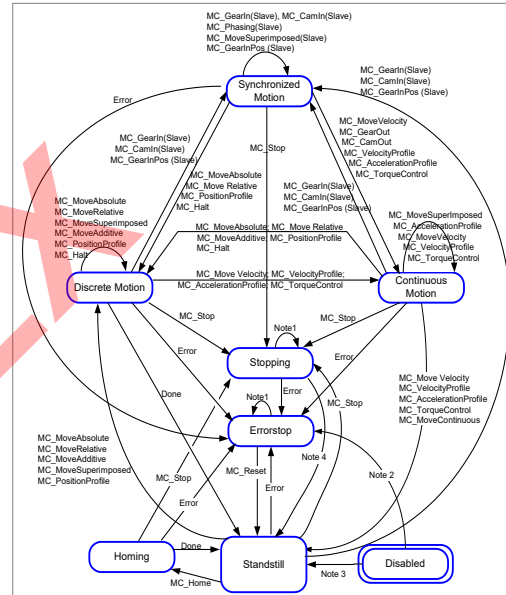 MC_GearIn(Slave), MC_CamIn(Slave)
MC_Phasing(Slave)
MC_MoveSuperimposed(Slave)
MC_GearInPos (Slave)
Synchronized
Motion
Error
MC_GearIn(Slave)
MC_CamIn(Slave)
MC_GearInPos (Slave)
MC_GearIn(Slave)
MC_CamIn(Slave)
MC_GearInPos (Slave)
MC_Stop
MC_MoveVelocity
MC_GearOut
MC_CamOut
MC_VelocityProfile
MC_AccelerationProfile
MC_TorqueControl
MC_MoveAbsolute
MC_Move Relative
MC_PositionProfile
MC_Halt
MC_GearIn(Slave)
MC_CamIn(Slave)
MC_GearInPos (Slave)
MC_MoveAbsolute
MC_MoveRelative
MC_MoveSuperimposed
MC_MoveAdditive
MC_PositionProfile
MC_Halt
MC_MoveSuperImposed
MC_AccelerationProfile
MC_MoveVelocity
MC_VelocityProfile
MC_TorqueControl
MC_MoveAbsolute; MC_Move Relative
MC_MoveAdditive; MC_PositionProfile
MC_Halt
Discrete Motion
MC_Move Velocity; MC_VelocityProfile;
MC_AccelerationProfile; MC_TorqueControl
Continuous
Motion
MC_Stop
Note1
MC_Stop
Stopping
Error
Error
Error
Done
Note1
MC_Stop
MC_Move Velocity
MC_VelocityProfile
MC_AccelerationProfile
MC_TorqueControl
MC_MoveContinuous
Errorstop
MC_MoveAbsolute
MC_MoveRelative
MC_MoveAdditive
MC_MoveSuperimposed
MC_PositionProfile
MC_Stop
Error
MC_Reset
Error
Note 4
Note 2
Homing
Done
MC_Home
Standstill
Note 3
Disabled